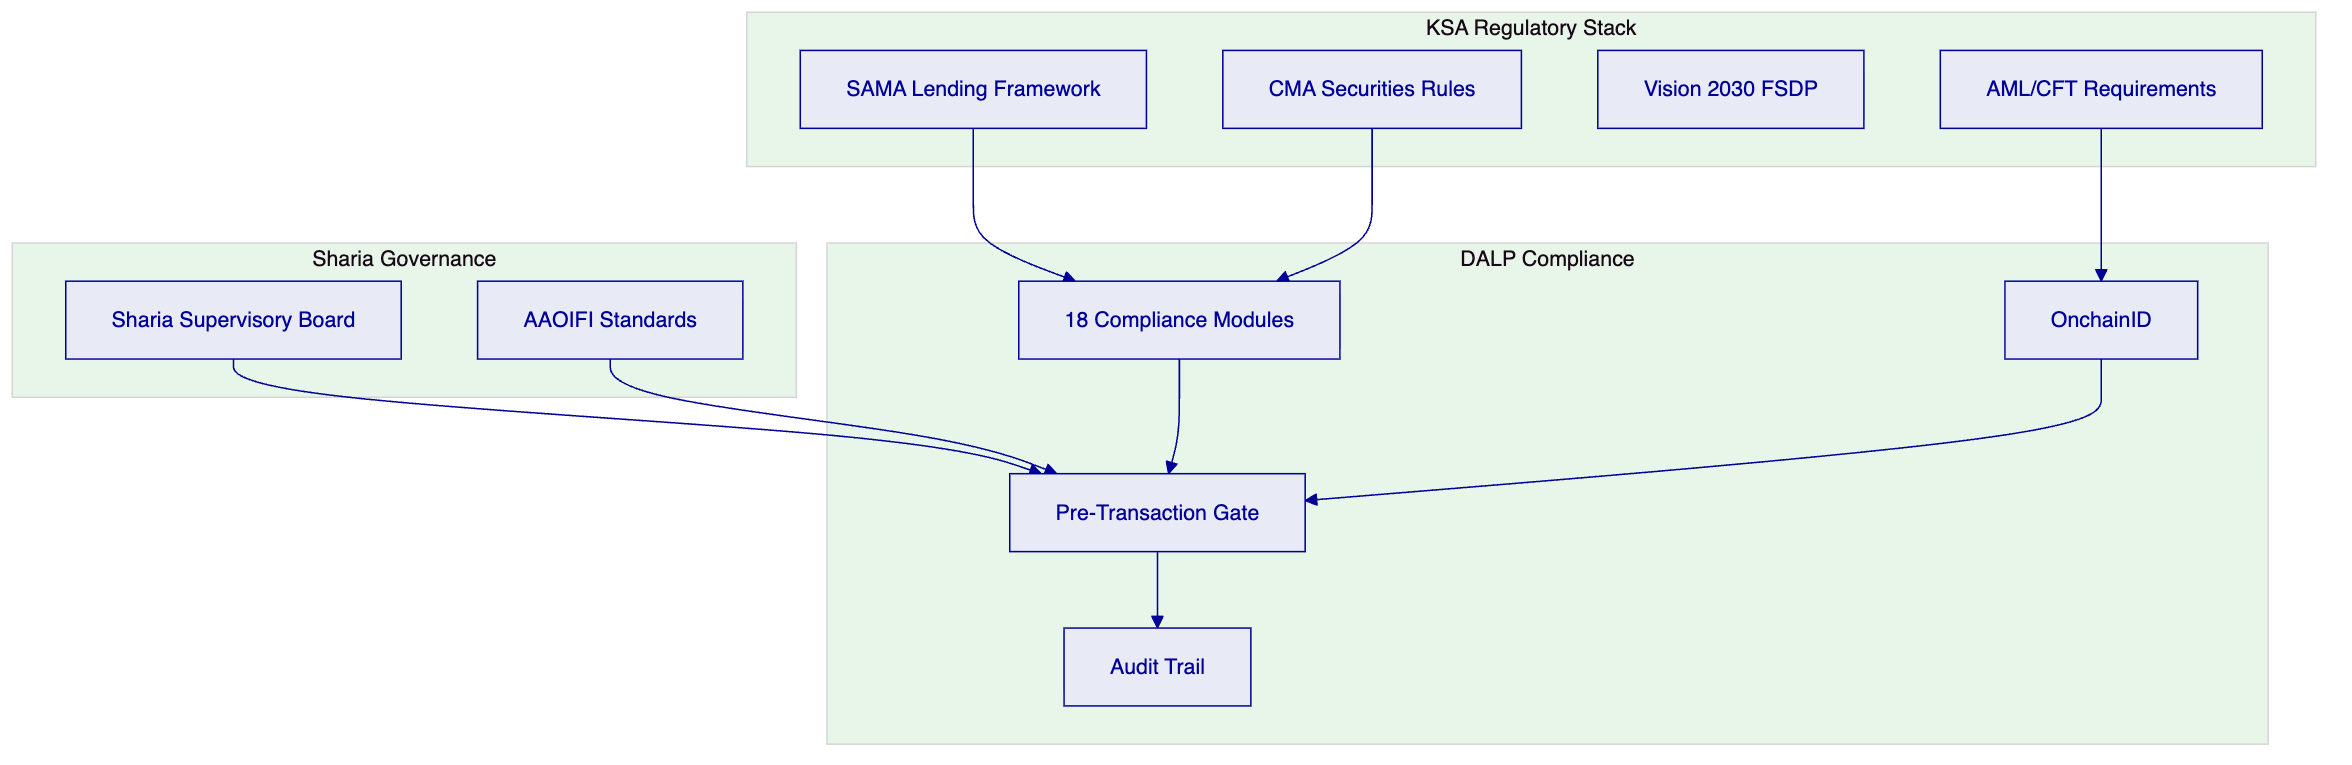 KSA Regulatory Stack
SAMA Lending Framework
CMA Securities Rules
Vision 2030 FSDP
AML/CFT Requirements
Sharia Governance
Sharia Supervisory Board
AAOIFI Standards
DALP Compliance
18 Compliance Modules
OnchainID
Pre-Transaction Gate
Audit Trail